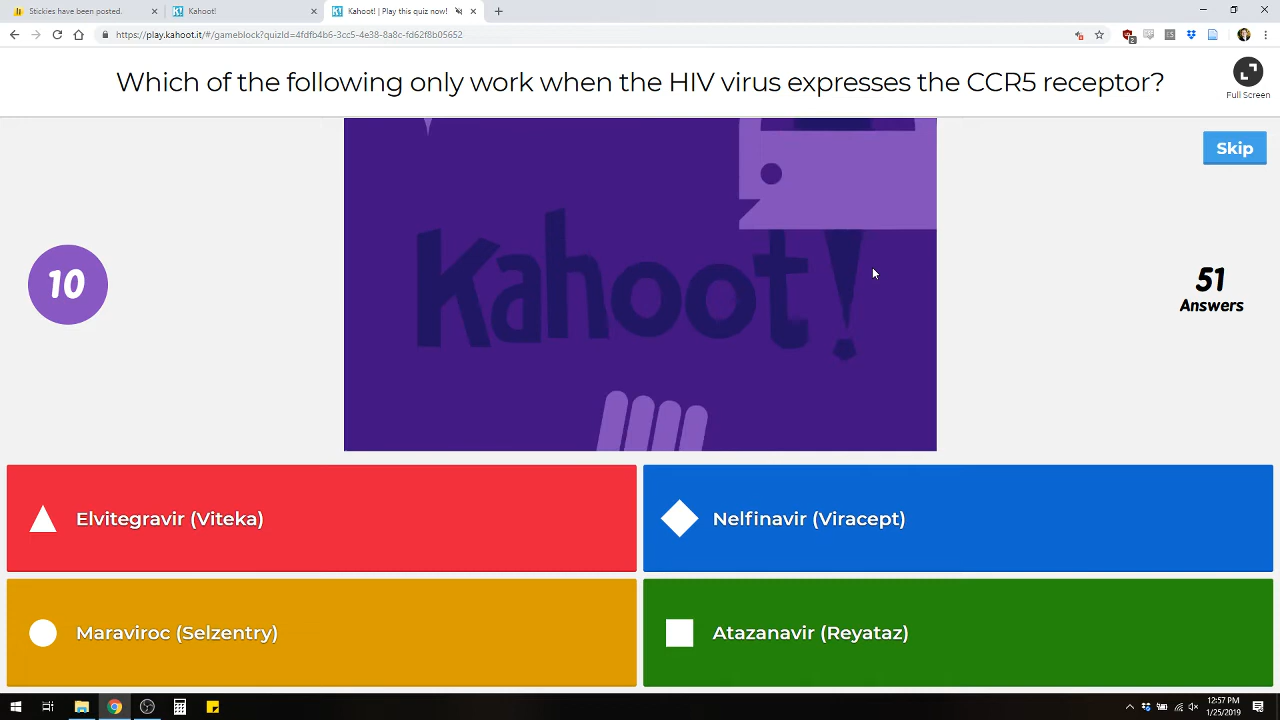 Stickies have been posted.
Kahoot!
Kahoot! | Play this quiz now!
https://play.kahoot.it/#/gameblock?quizId=4fdfb4b6-3cc5-4e38-8a8c-fd62f8b05652
2
Which of the following only work when the HIV virus expresses the CCR5 receptor?
Full Screen
Skip
Kahoot!
10
51
Answers
Elvitegravir (Viteka)
Nelfinavir (Viracept)
Maraviroc (Selzentry)
Atazanavir (Reyataz)
12:57 PM
1/25/2019